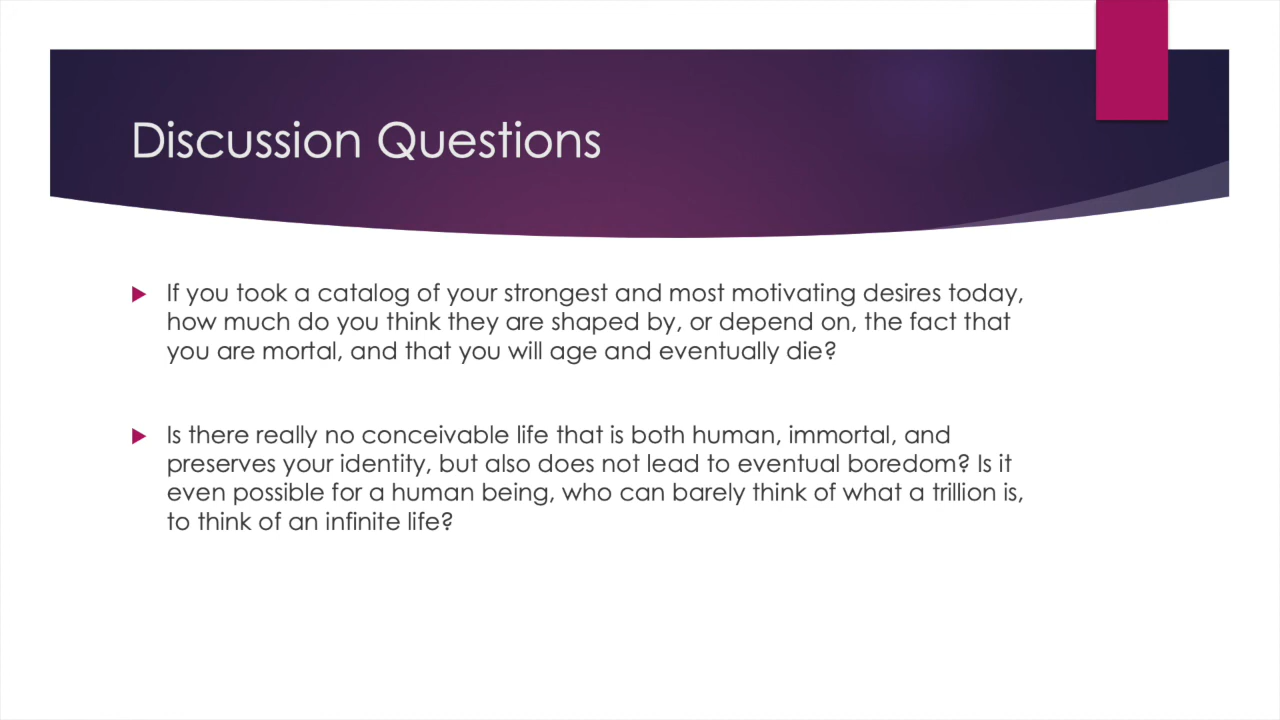 Discussion Questions
If you took a catalog of your strongest and most motivating desires today,
how much do you think they are shaped by, or depend on, the fact that
you are mortal, and that you will age and eventually die?
Is there really no conceivable life that is both human, immortal, and
preserves your identity, but also does not lead to eventual boredom? Is it
even possible for a human being, who can barely think of what a trillion is,
to think of an infinite life?